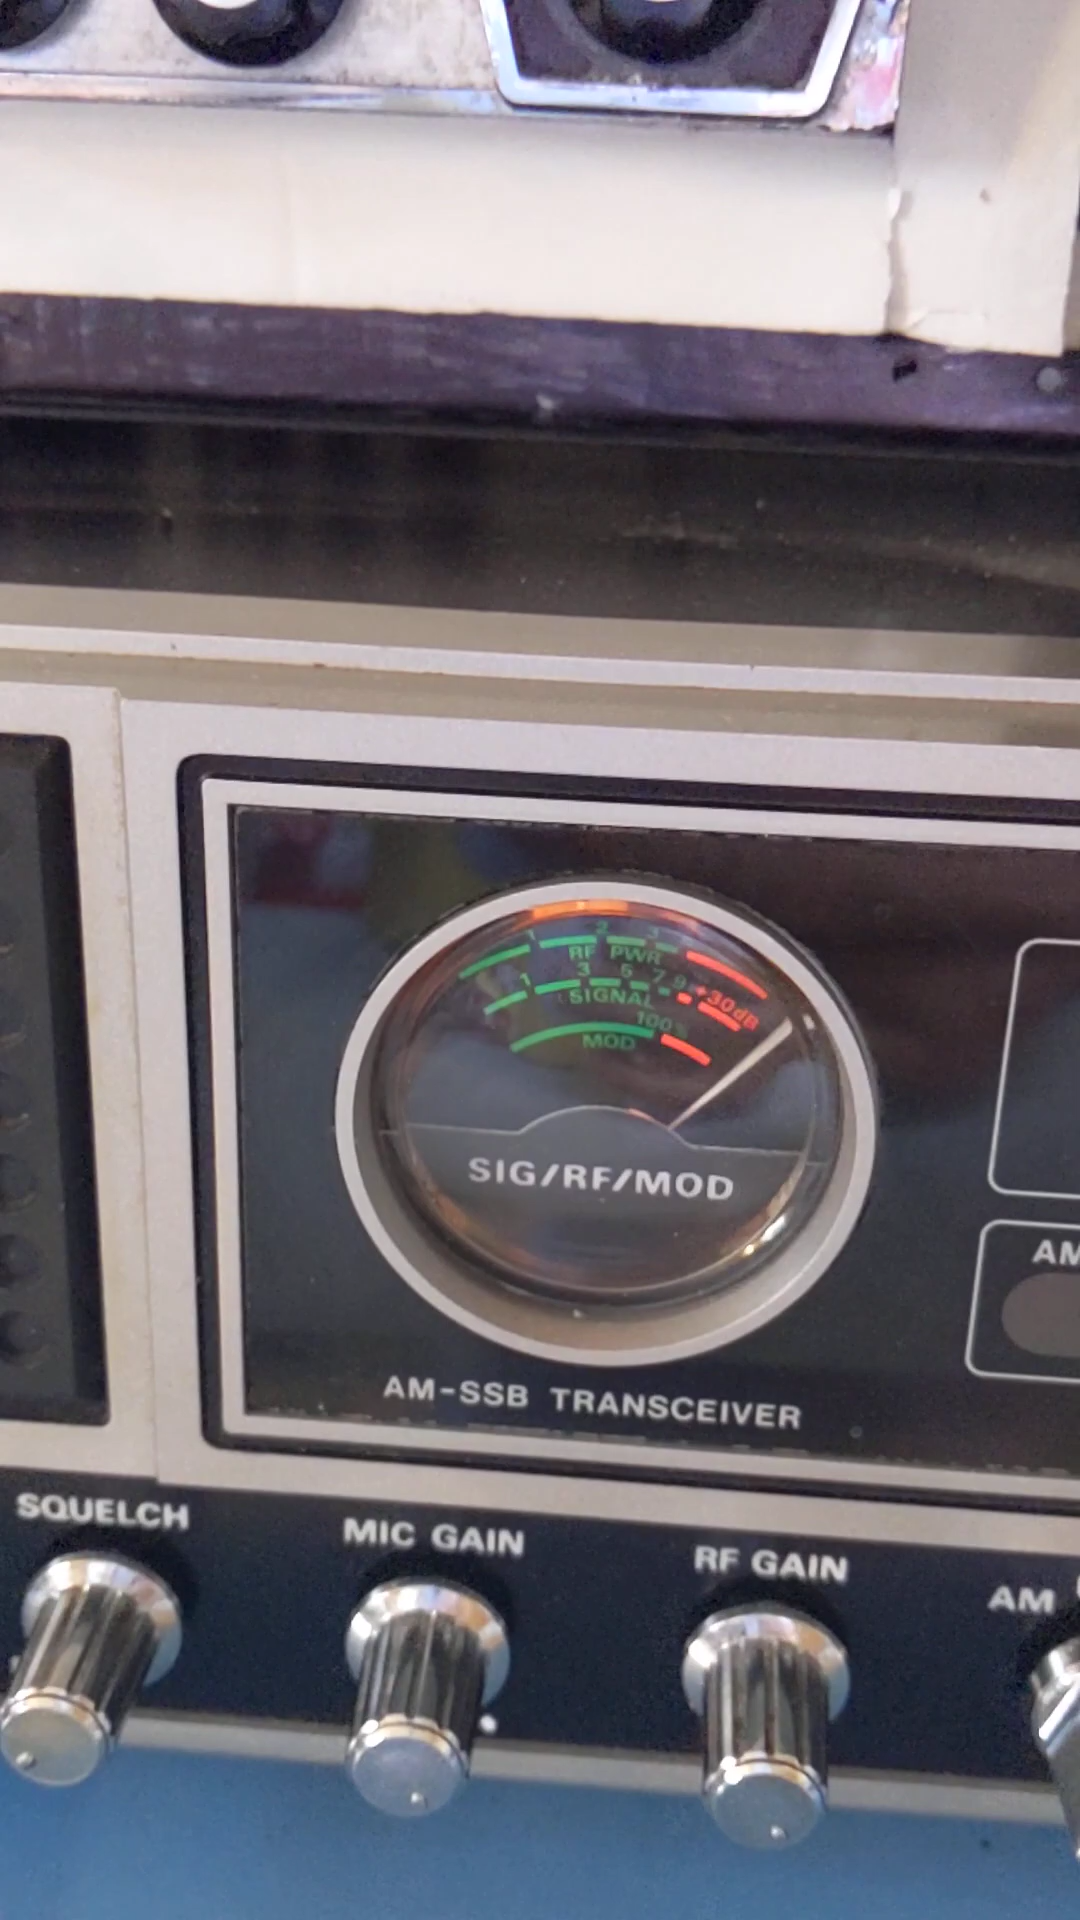 1 2 3
RF PWR
1 3 5 7 9 +30dB
SIGNAL
100%
MOD
SIG/RF/MOD
AM
AM-SSB TRANSCEIVER
SQUELCH
MIC GAIN
RF GAIN
AM